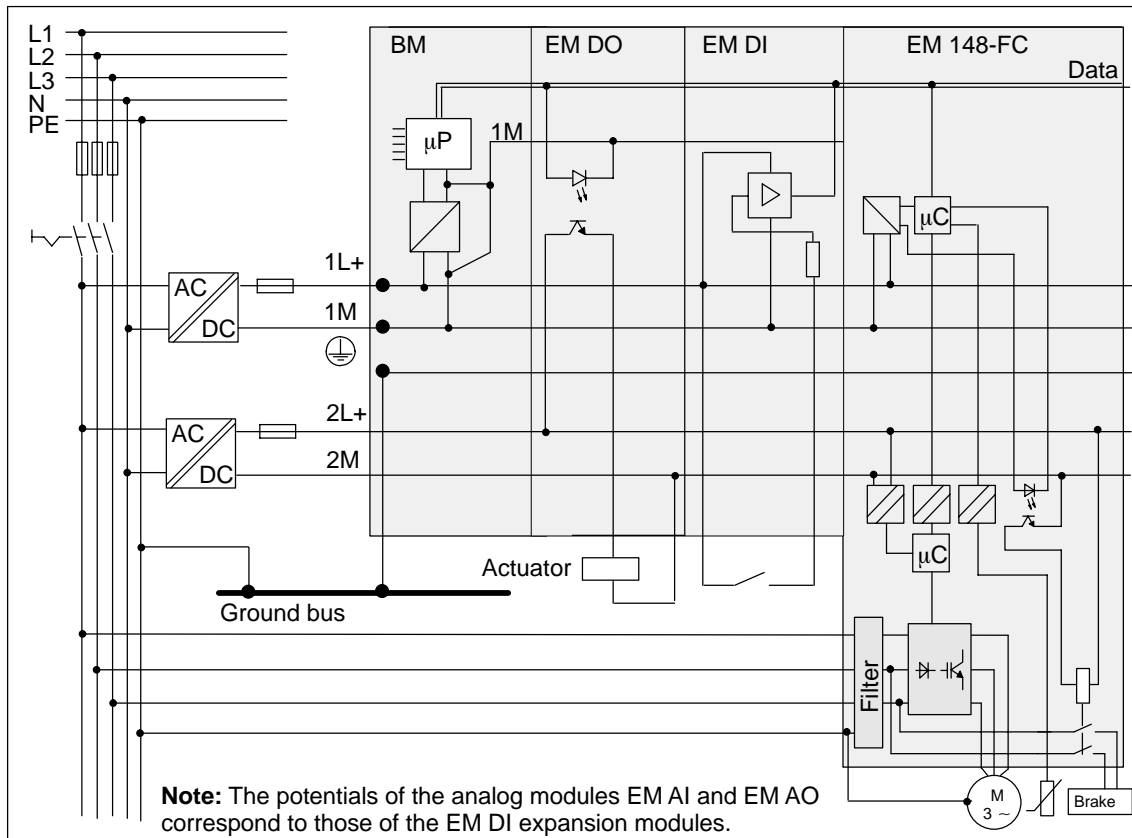 L1
L2
L3
N
PE
BM
EM DO
EM DI
EM 148-FC
Data
μP
1M
μC
1L+
AC
DC
1M
2L+
AC
DC
2M
μC
Actuator
Ground bus
Filter
M
3 ~
Brake
Note: The potentials of the analog modules EM AI and EM AO
correspond to those of the EM DI expansion modules.